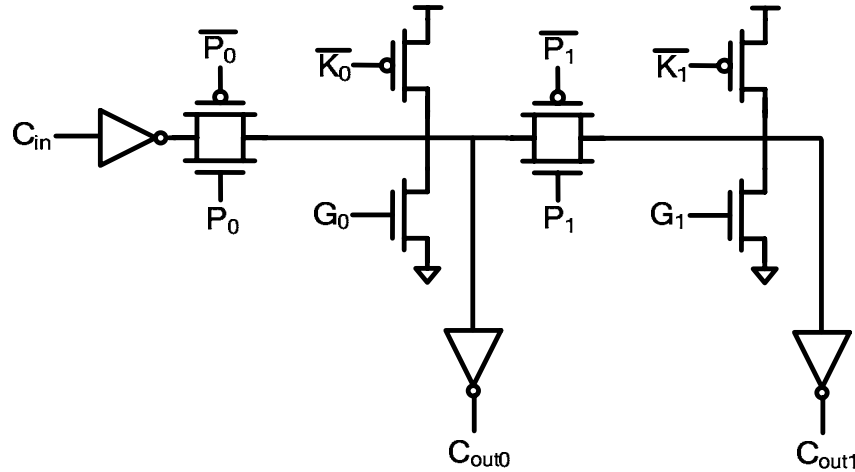 P̅₀
K̅₀
P̅₁
K̅₁
Cᵢₙ
P₀
G₀
P₁
G₁
Cₒᵤₜ₀
Cₒᵤₜ₁